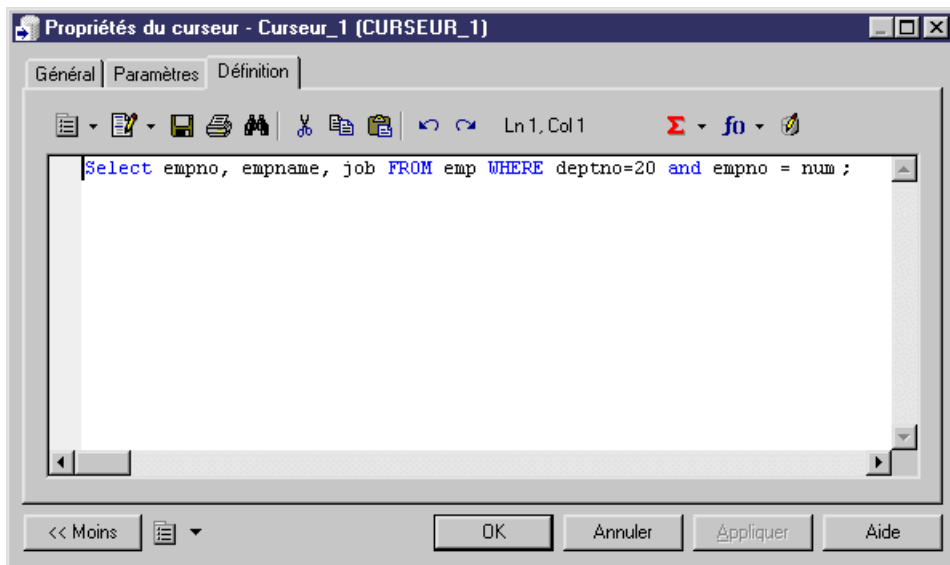 Propriétés du curseur - Curseur_1 (CURSEUR_1)
Général Paramètres Définition
Ln 1, Col 1 Σ f()
Select empno, empname, job FROM emp WHERE deptno=20 and empno = num ;
<< Moins OK Annuler Appliquer Aide